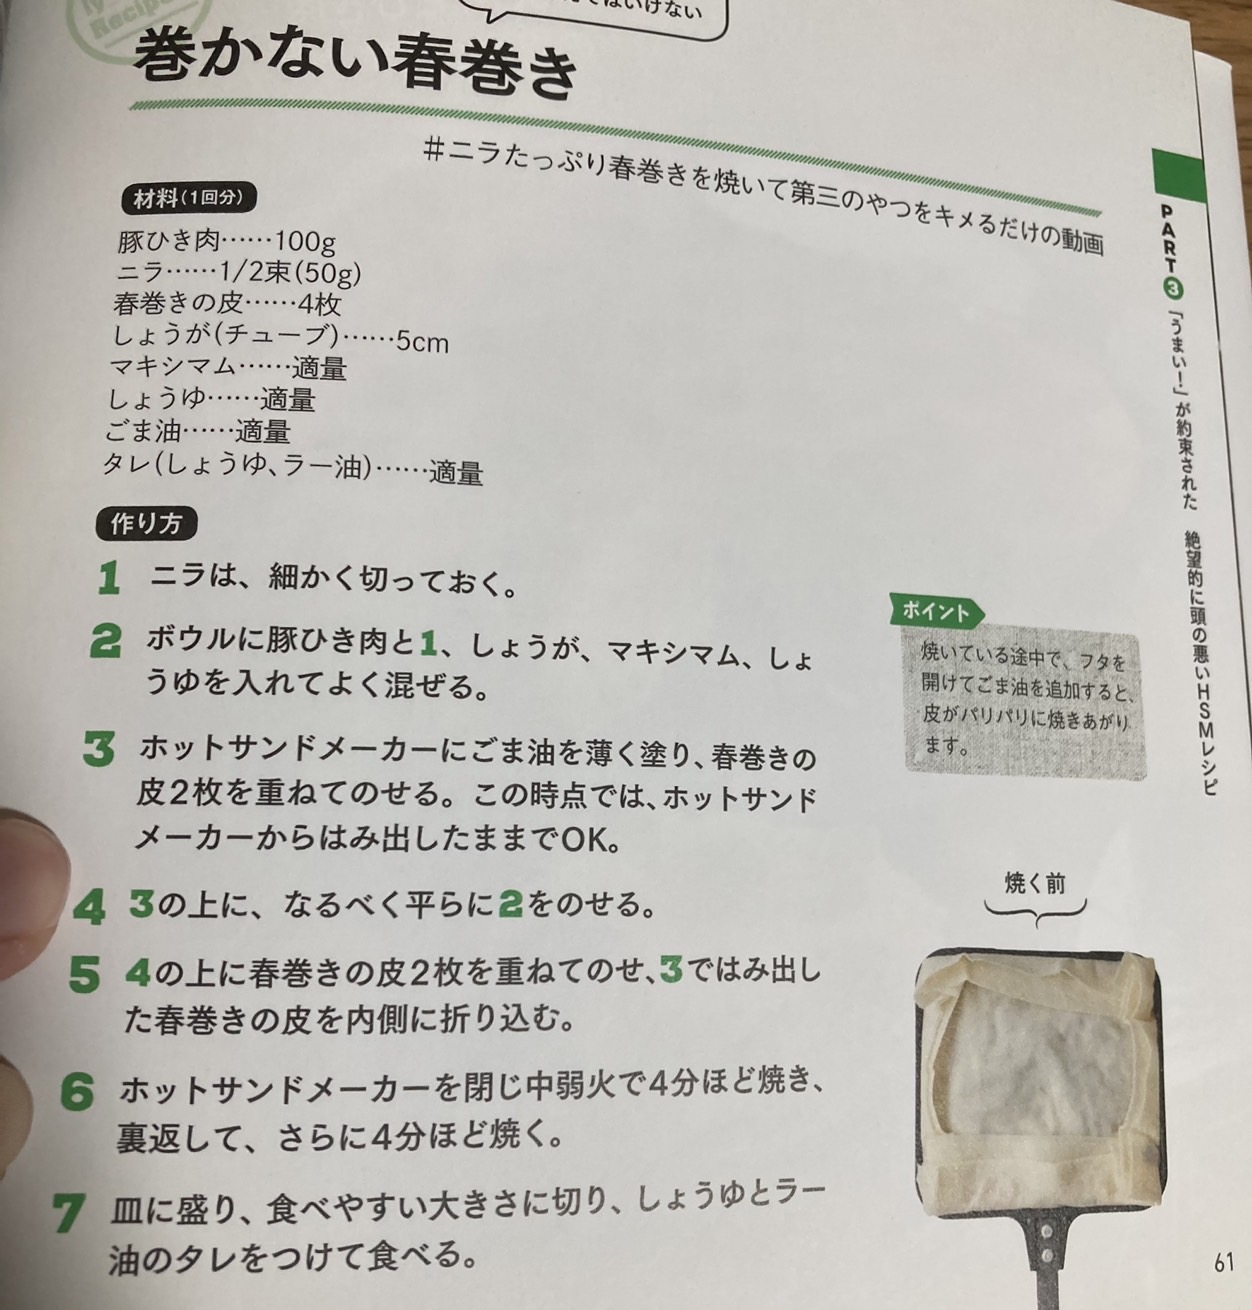 Recipe
ではいけない
巻かない春巻き
#ニラたっぷり春巻きを焼いて第三のやつをキメるだけの動画
材料(1回分)
豚ひき肉……100g
ニラ……1/2束(50g)
春巻きの皮……4枚
しょうが(チューブ)……5cm
マキシマム……適量
しょうゆ……適量
ごま油……適量
タレ(しょうゆ、ラー油)……適量
作り方
1 ニラは、細かく切っておく。
2 ボウルに豚ひき肉と1、しょうが、マキシマム、しょ
うゆを入れてよく混ぜる。
3 ホットサンドメーカーにごま油を薄く塗り、春巻きの
皮2枚を重ねてのせる。この時点では、ホットサンド
メーカーからはみ出したままでOK。
4 3の上に、なるべく平らに2をのせる。
5 4の上に春巻きの皮2枚を重ねてのせ、3ではみ出し
た春巻きの皮を内側に折り込む。
6 ホットサンドメーカーを閉じ中弱火で4分ほど焼き、
裏返して、さらに4分ほど焼く。
7 皿に盛り、食べやすい大きさに切り、しょうゆとラー
油のタレをつけて食べる。
ポイント
焼いている途中で、フタを
開けてごま油を追加すると、
皮がパリパリに焼きあがり
ます。
焼く前
PART3 「うまい!」が約束された 絶望的に頭の悪いHSMレシピ
61